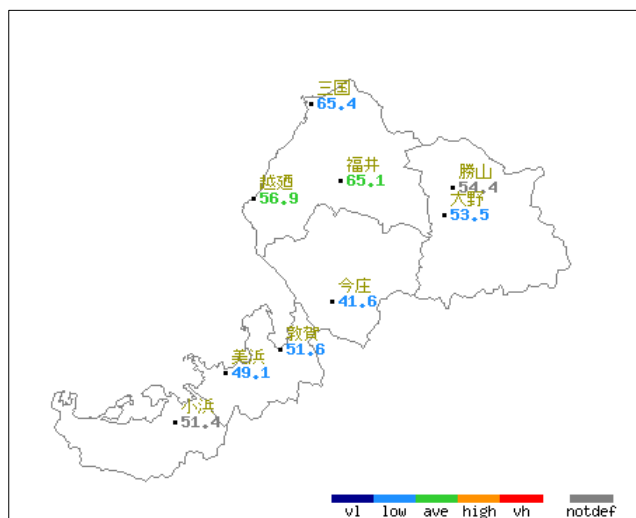 三国
65.4
福井
65.1
越廼
56.9
勝山
54.4
大野
53.5
今庄
41.6
敦賀
51.6
美浜
49.1
小浜
51.4
vl low ave high vh notdef